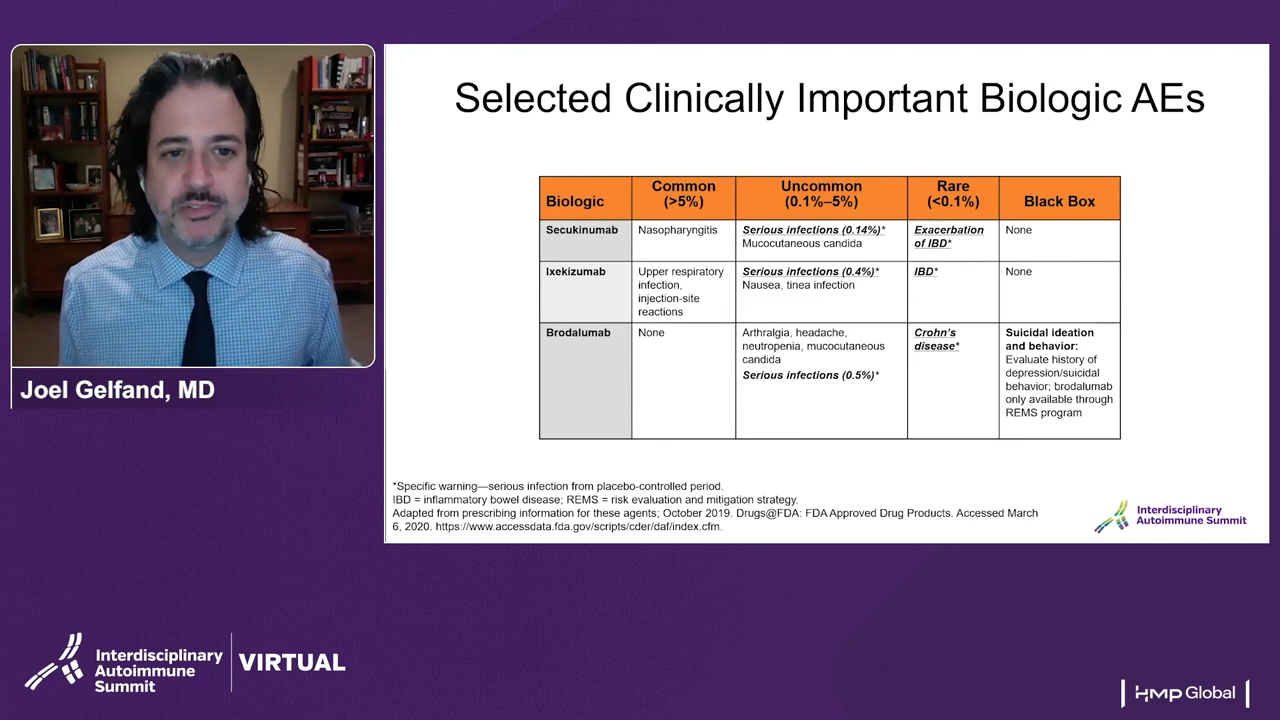 Joel Gelfand, MD
Selected Clinically Important Biologic AEs
Biologic
Common
(>5%)
Uncommon
(0.1%–5%)
Rare
(<0.1%)
Black Box
Secukinumab
Nasopharyngitis
Serious infections (0.14%)*
Mucocutaneous candida
Exacerbation
of IBD*
None
Ixekizumab
Upper respiratory
infection,
injection-site
reactions
Serious infections (0.4%)*
Nausea, tinea infection
IBD*
None
Brodalumab
None
Arthralgia, headache,
neutropenia, mucocutaneous
candida
Serious infections (0.5%)*
Crohn's
disease*
Suicidal ideation
and behavior:
Evaluate history of
depression/suicidal
behavior; brodalumab
only available through
REMS program
*Specific warning—serious infection from placebo-controlled period.
IBD = inflammatory bowel disease; REMS = risk evaluation and mitigation strategy.
Adapted from prescribing information for these agents; October 2019. Drugs@FDA: FDA Approved Drug Products. Accessed March
6, 2020. https://www.accessdata.fda.gov/scripts/cder/daf/index.cfm.
Interdisciplinary
Autoimmune Summit
Interdisciplinary
Autoimmune
Summit
VIRTUAL
HMP Global